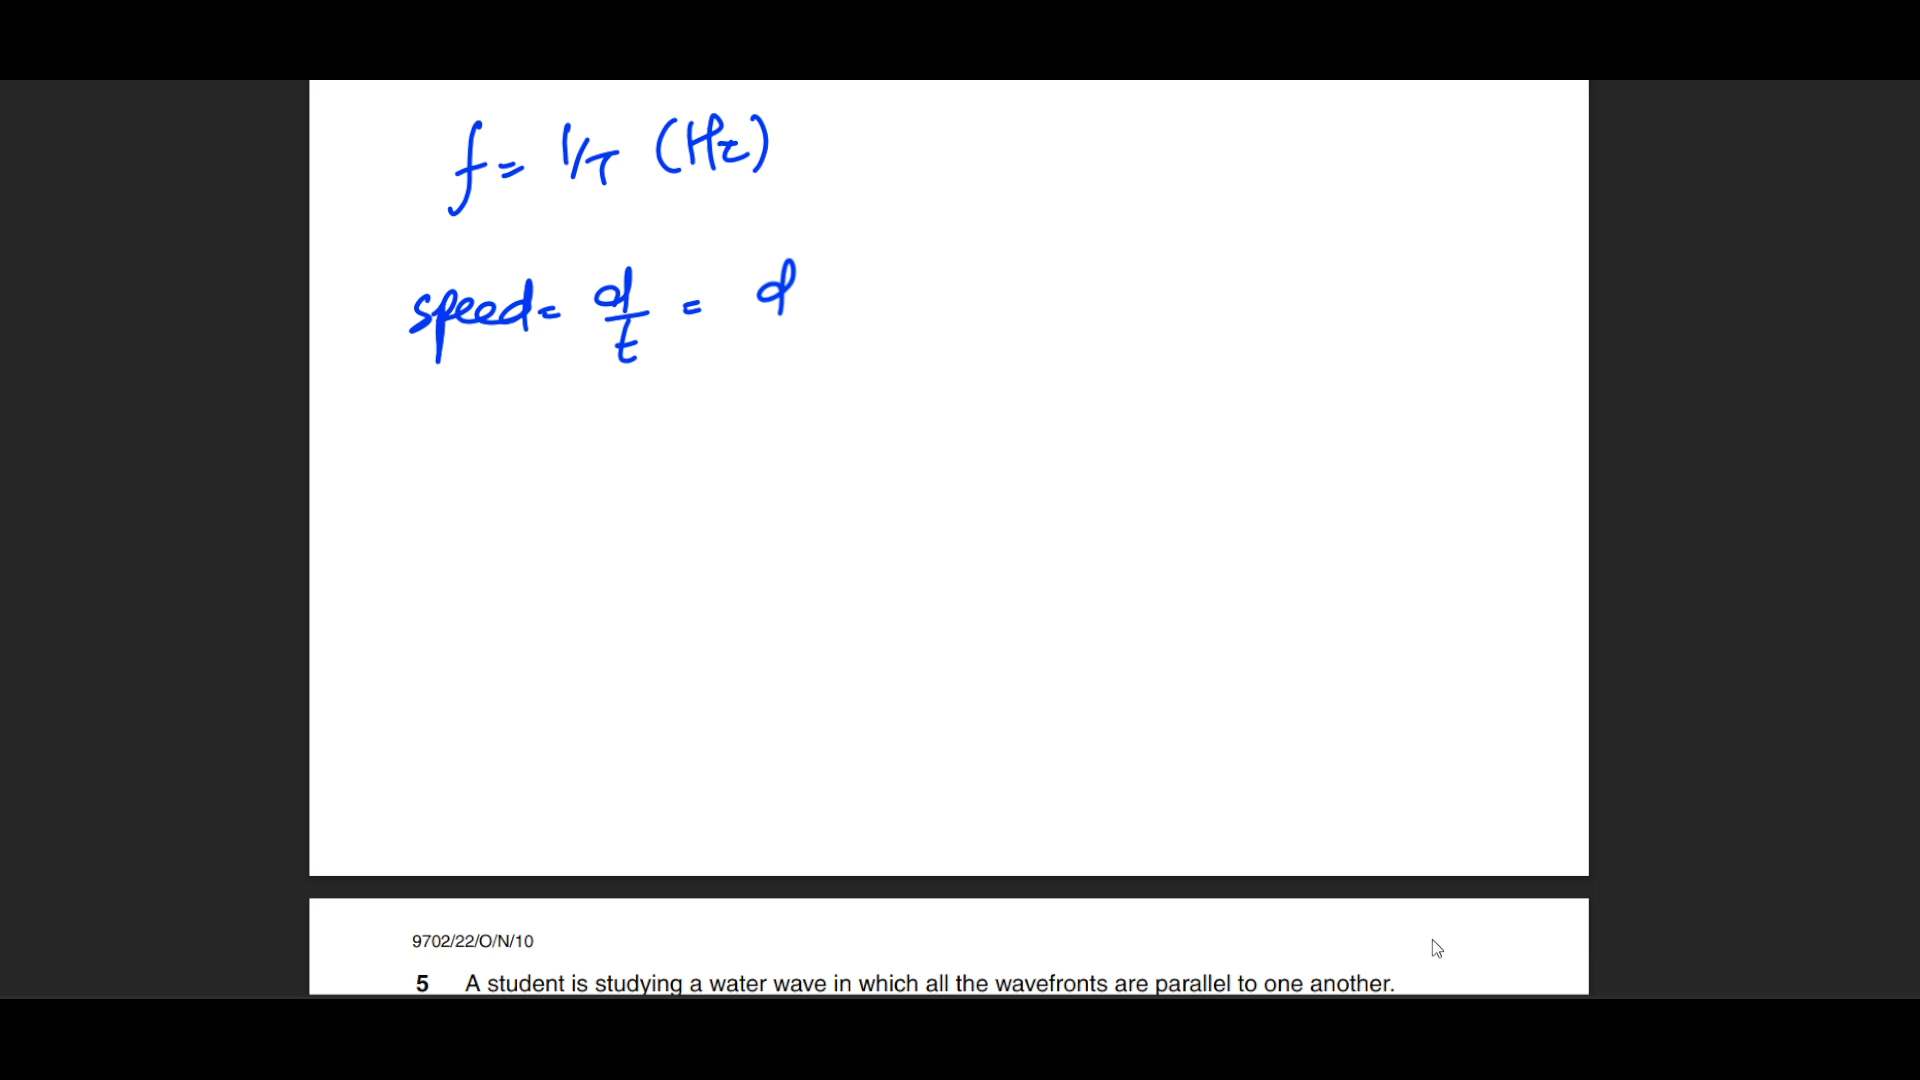 f = 1/T (Hz)
speed = d/t = d
9702/22/O/N/10
5 A student is studying a water wave in which all the wavefronts are parallel to one another.